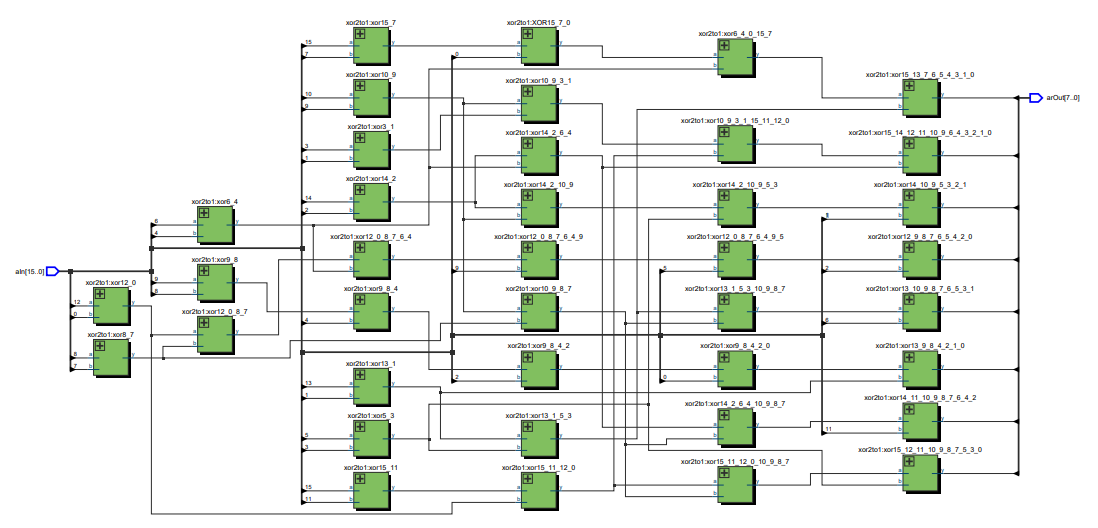 xor2to1:xor15_7
xor2to1:XOR15_7_0
xor2to1:xor6_4_0_15_7
xor2to1:xor10_9
xor2to1:xor10_9_3_1
xor2to1:xor15_13_7_6_5_4_3_1_0
arOut[7..0]
xor2to1:xor3_1
xor2to1:xor14_2_6_4
xor2to1:xor10_9_3_1_15_11_12_0
xor2to1:xor15_14_12_11_10_9_6_4_3_2_1_0
xor2to1:xor14_2
xor2to1:xor14_2_10_9
xor2to1:xor14_2_10_9_5_3
xor2to1:xor14_10_9_5_3_2_1
xor2to1:xor6_4
xor2to1:xor12_0_8_7_6_4
xor2to1:xor12_0_8_7_6_4_9
xor2to1:xor12_0_8_7_6_4_9_5
xor2to1:xor12_9_8_7_6_5_4_2_0
aIn[15..0]
xor2to1:xor9_8
xor2to1:xor12_0
xor2to1:xor9_8_4
xor2to1:xor10_9_8_7
xor2to1:xor13_1_5_3_10_9_8_7
xor2to1:xor13_10_9_8_7_6_5_3_1
xor2to1:xor8_7
xor2to1:xor12_0_8_7
xor2to1:xor13_1
xor2to1:xor9_8_4_2
xor2to1:xor9_8_4_2_0
xor2to1:xor13_9_8_4_2_1_0
xor2to1:xor5_3
xor2to1:xor13_1_5_3
xor2to1:xor14_2_6_4_10_9_8_7
xor2to1:xor14_11_10_9_8_7_6_4_2
xor2to1:xor15_11
xor2to1:xor15_11_12_0
xor2to1:xor15_11_12_0_10_9_8_7
xor2to1:xor15_12_11_10_9_8_7_5_3_0